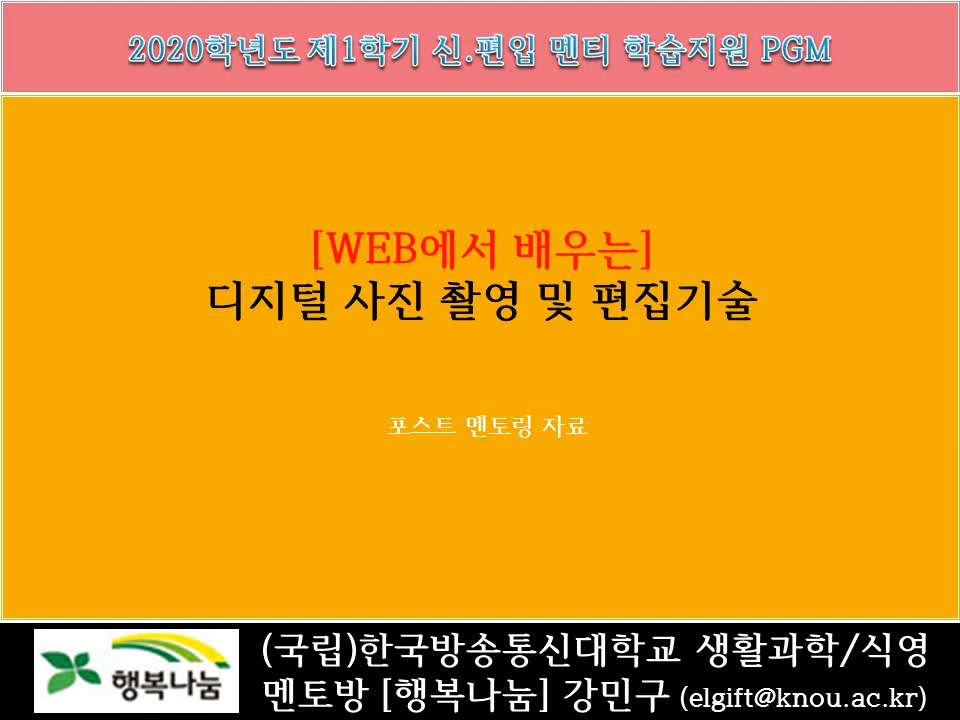 2020학년도 제1학기 신.편입 멘티 학습지원 PGM
[WEB에서 배우는]
디지털 사진 촬영 및 편집기술
포스트 멘토링 자료
행복나눔
(국립)한국방송통신대학교 생활과학/식영
멘토방 [행복나눔] 강민구 (elgift@knou.ac.kr)